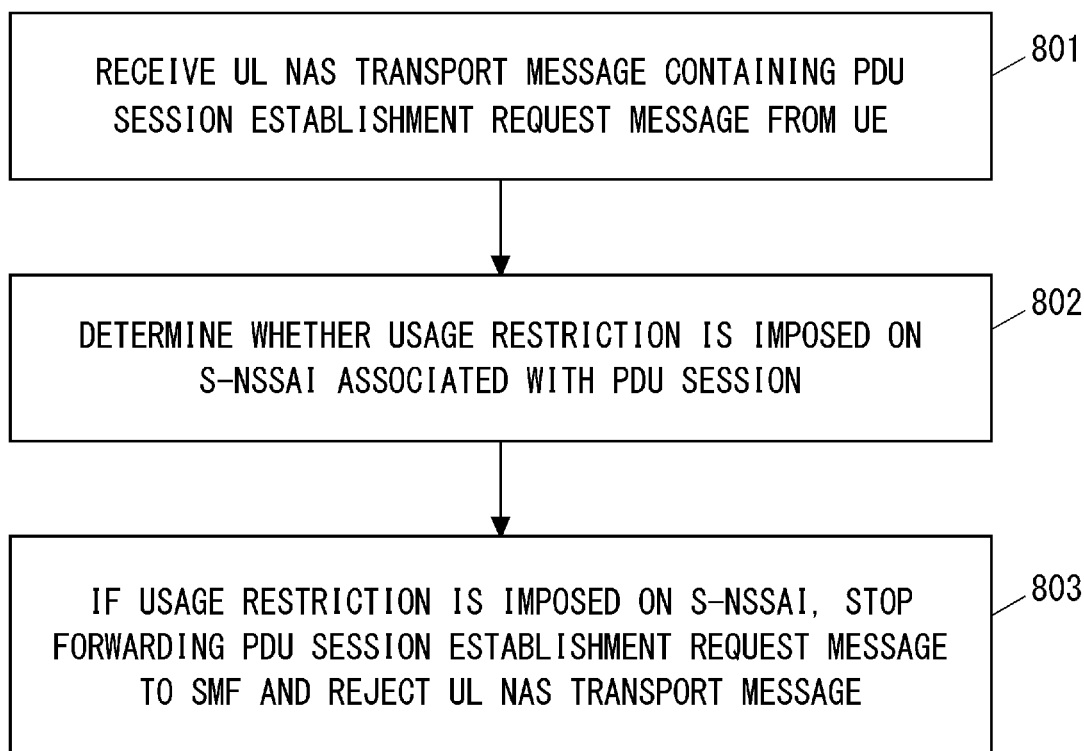 RECEIVE UL NAS TRANSPORT MESSAGE CONTAINING PDU
SESSION ESTABLISHMENT REQUEST MESSAGE FROM UE
801
DETERMINE WHETHER USAGE RESTRICTION IS IMPOSED ON
S-NSSAI ASSOCIATED WITH PDU SESSION
802
IF USAGE RESTRICTION IS IMPOSED ON S-NSSAI, STOP
FORWARDING PDU SESSION ESTABLISHMENT REQUEST MESSAGE
TO SMF AND REJECT UL NAS TRANSPORT MESSAGE
803